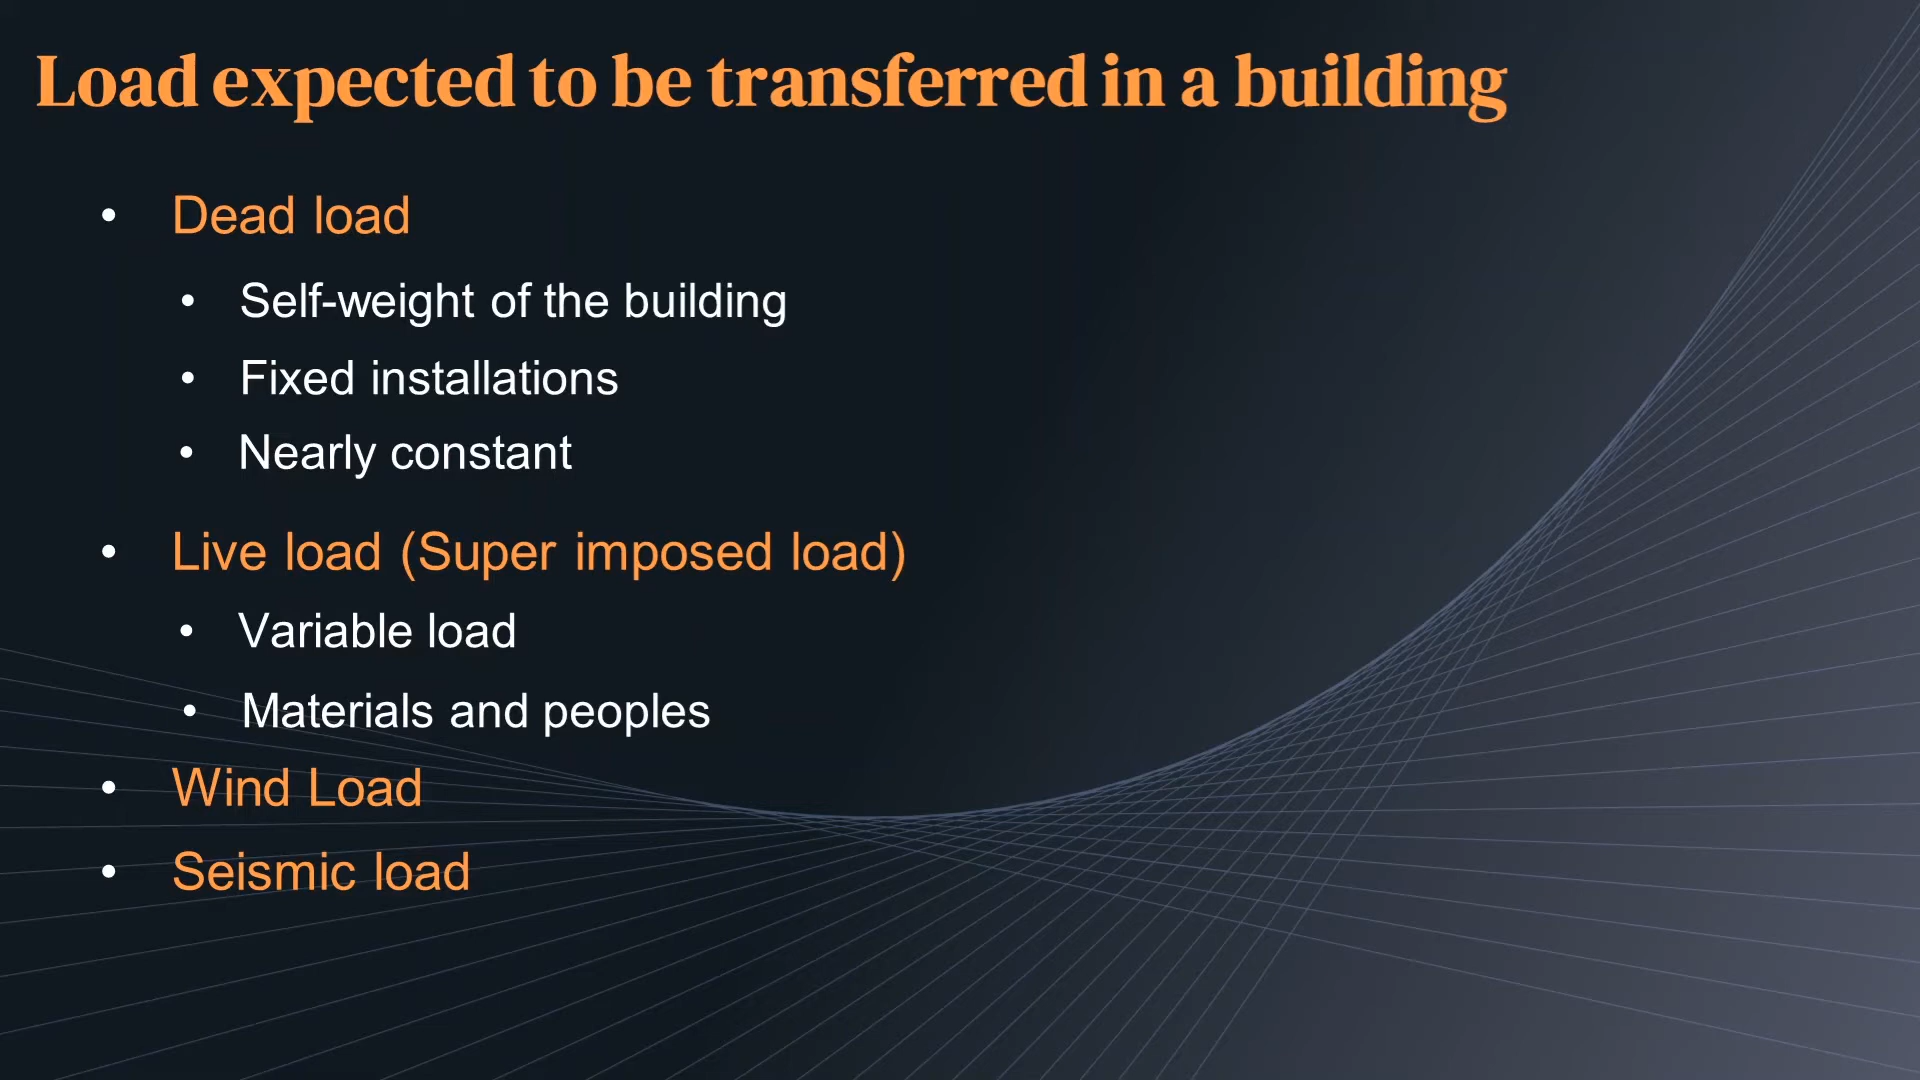 Load expected to be transferred in a building
• Dead load
• Self-weight of the building
• Fixed installations
• Nearly constant
• Live load (Super imposed load)
• Variable load
• Materials and peoples
• Wind Load
• Seismic load